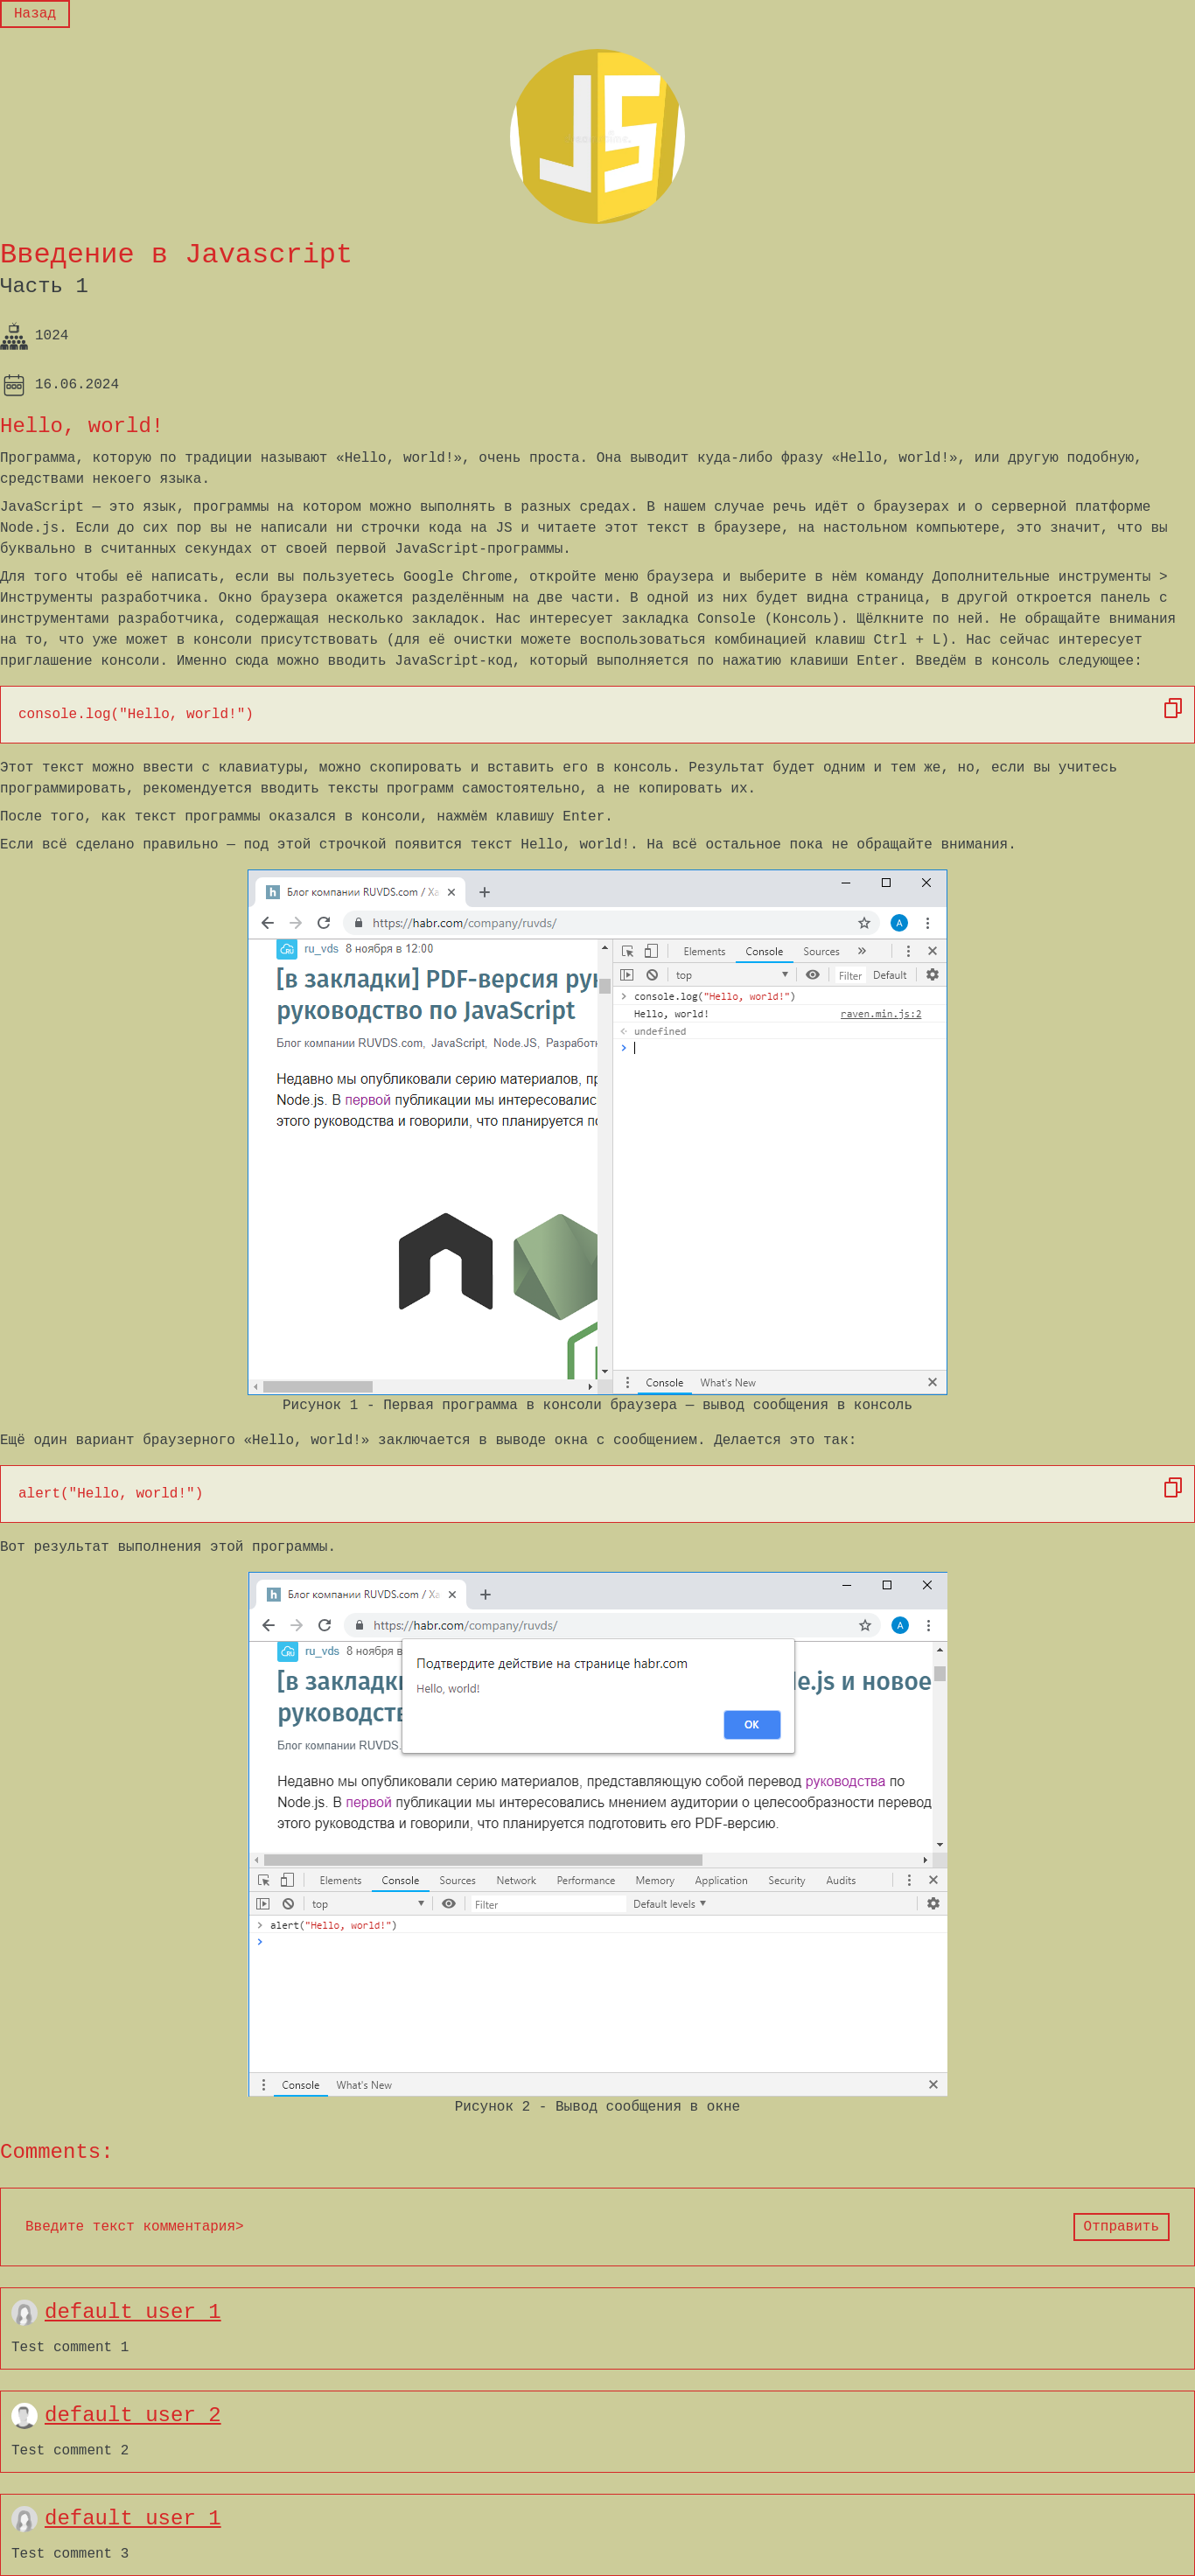 Назад
JS
Введение в Javascript
Часть 1
1024
16.06.2024
Hello, world!
Программа, которую по традиции называют «Hello, world!», очень проста. Она выводит куда-либо фразу «Hello, world!», или другую подобную,
средствами некоего языка.
JavaScript — это язык, программы на котором можно выполнять в разных средах. В нашем случае речь идёт о браузерах и о серверной платформе
Node.js. Если до сих пор вы не написали ни строчки кода на JS и читаете этот текст в браузере, на настольном компьютере, это значит, что вы
буквально в считанных секундах от своей первой JavaScript-программы.
Для того чтобы её написать, если вы пользуетесь Google Chrome, откройте меню браузера и выберите в нём команду Дополнительные инструменты >
Инструменты разработчика. Окно браузера окажется разделённым на две части. В одной из них будет видна страница, в другой откроется панель с
инструментами разработчика, содержащая несколько закладок. Нас интересует закладка Console (Консоль). Щёлкните по ней. Не обращайте внимания
на то, что уже может в консоли присутствовать (для её очистки можете воспользоваться комбинацией клавиш Ctrl + L). Нас сейчас интересует
приглашение консоли. Именно сюда можно вводить JavaScript-код, который выполняется по нажатию клавиши Enter. Введём в консоль следующее:
console.log("Hello, world!")
Этот текст можно ввести с клавиатуры, можно скопировать и вставить его в консоль. Результат будет одним и тем же, но, если вы учитесь
программировать, рекомендуется вводить тексты программ самостоятельно, а не копировать их.
После того, как текст программы оказался в консоли, нажмём клавишу Enter.
Если всё сделано правильно — под этой строчкой появится текст Hello, world!. На всё остальное пока не обращайте внимания.
Блог компании RUVDS.com / Ха
https://habr.com/company/ruvds/
A
ru_vds 8 ноября в 12:00
[в закладки] PDF-версия рук
руководство по JavaScript
Блог компании RUVDS.com, JavaScript, Node.JS, Разработк
Недавно мы опубликовали серию материалов, пр
Node.js. В первой публикации мы интересовалис
этого руководства и говорили, что планируется по
Elements Console Sources »
top Filter Default
console.log("Hello, world!")
Hello, world! raven.min.js:2
undefined
Console What's New
Рисунок 1 - Первая программа в консоли браузера — вывод сообщения в консоль
Ещё один вариант браузерного «Hello, world!» заключается в выводе окна с сообщением. Делается это так:
alert("Hello, world!")
Вот результат выполнения этой программы.
Блог компании RUVDS.com / Ха
https://habr.com/company/ruvds/
A
ru_vds 8 ноября в
Подтвердите действие на странице habr.com
Hello, world!
ОК
[в закладки de.js и новое
руководств
Блог компании RUVDS.
Недавно мы опубликовали серию материалов, представляющую собой перевод руководства по
Node.js. В первой публикации мы интересовались мнением аудитории о целесообразности перевод
этого руководства и говорили, что планируется подготовить его PDF-версию.
Elements Console Sources Network Performance Memory Application Security Audits
top Filter Default levels
alert("Hello, world!")
Console What's New
Рисунок 2 - Вывод сообщения в окне
Comments:
Введите текст комментария> Отправить
default user 1
Test comment 1
default user 2
Test comment 2
default user 1
Test comment 3